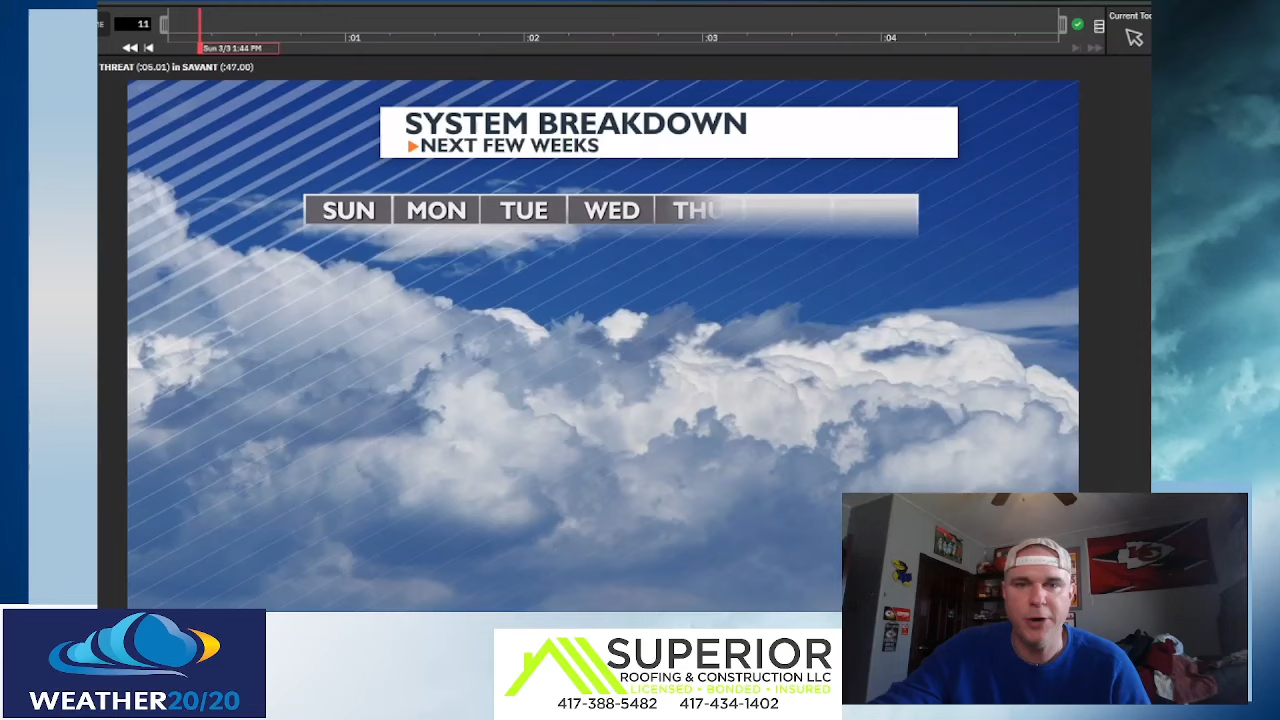 11
Current Too
:01
:02
:03
:04
Sun 3/3 1:44 PM
THREAT (:05.01) in SAVANT (:47.00)
SYSTEM BREAKDOWN
NEXT FEW WEEKS
SUN MON TUE WED THU
WEATHER20/20
SUPERIOR
ROOFING & CONSTRUCTION LLC
LICENSED • BONDED • INSURED
417-388-5482 417-434-1402